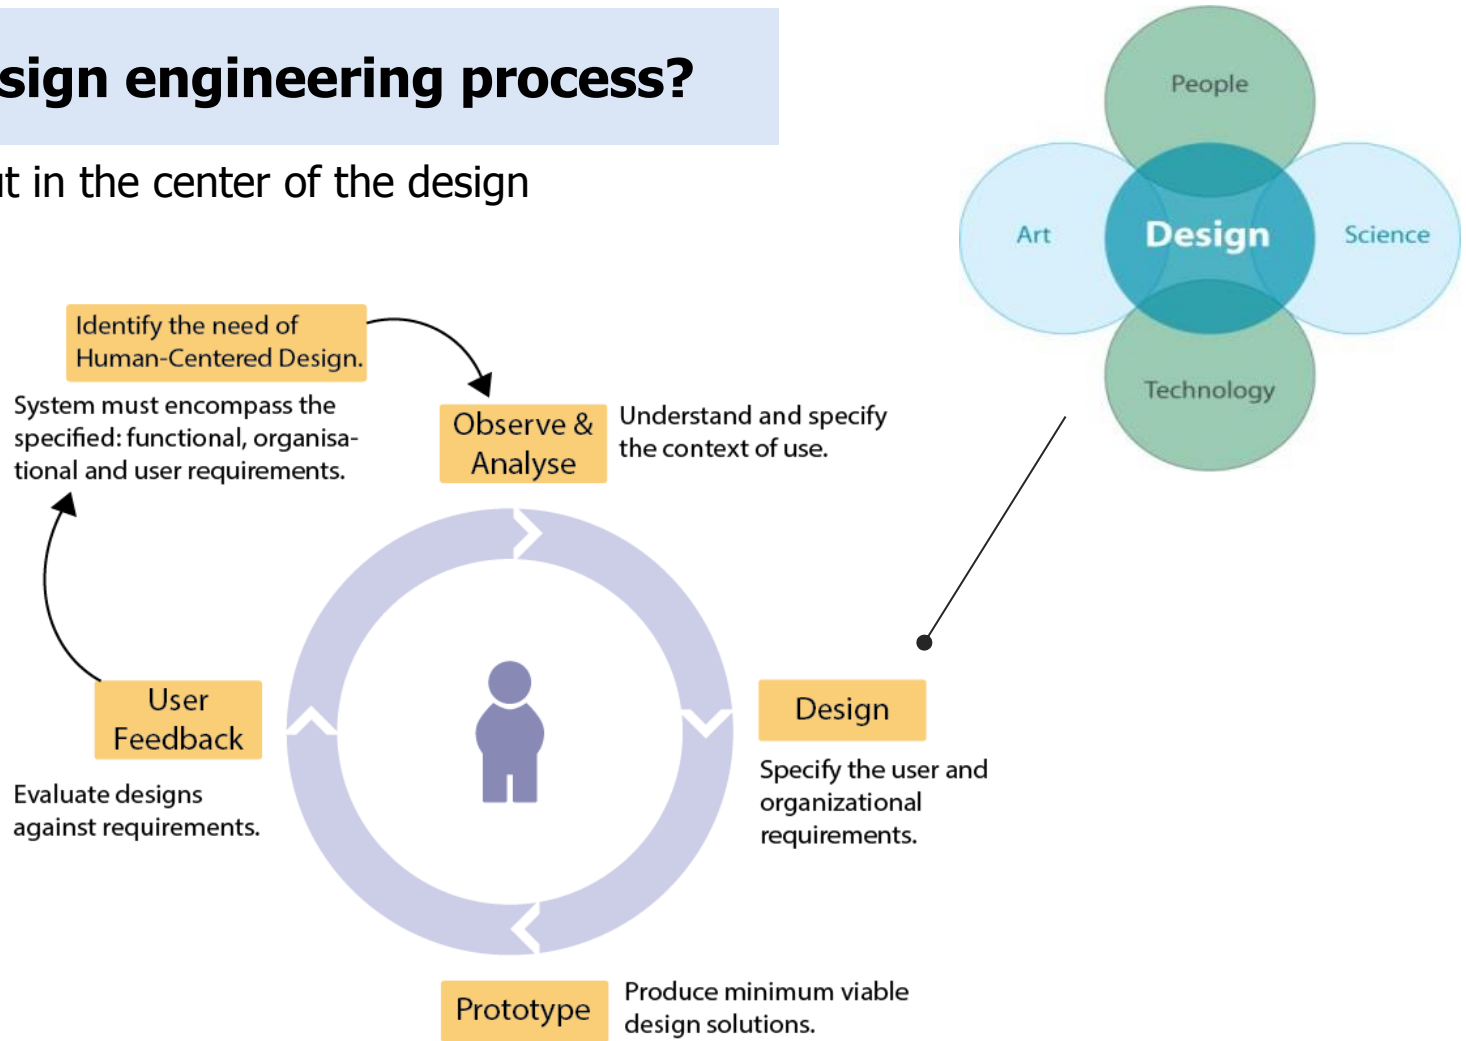 sign engineering process?
ut in the center of the design
People
Art
Design
Science
Technology
Identify the need of
Human-Centered Design.
System must encompass the
specified: functional, organisa-
tional and user requirements.
Observe &
Analyse
Understand and specify
the context of use.
User
Feedback
Evaluate designs
against requirements.
Design
Specify the user and
organizational
requirements.
Prototype
Produce minimum viable
design solutions.